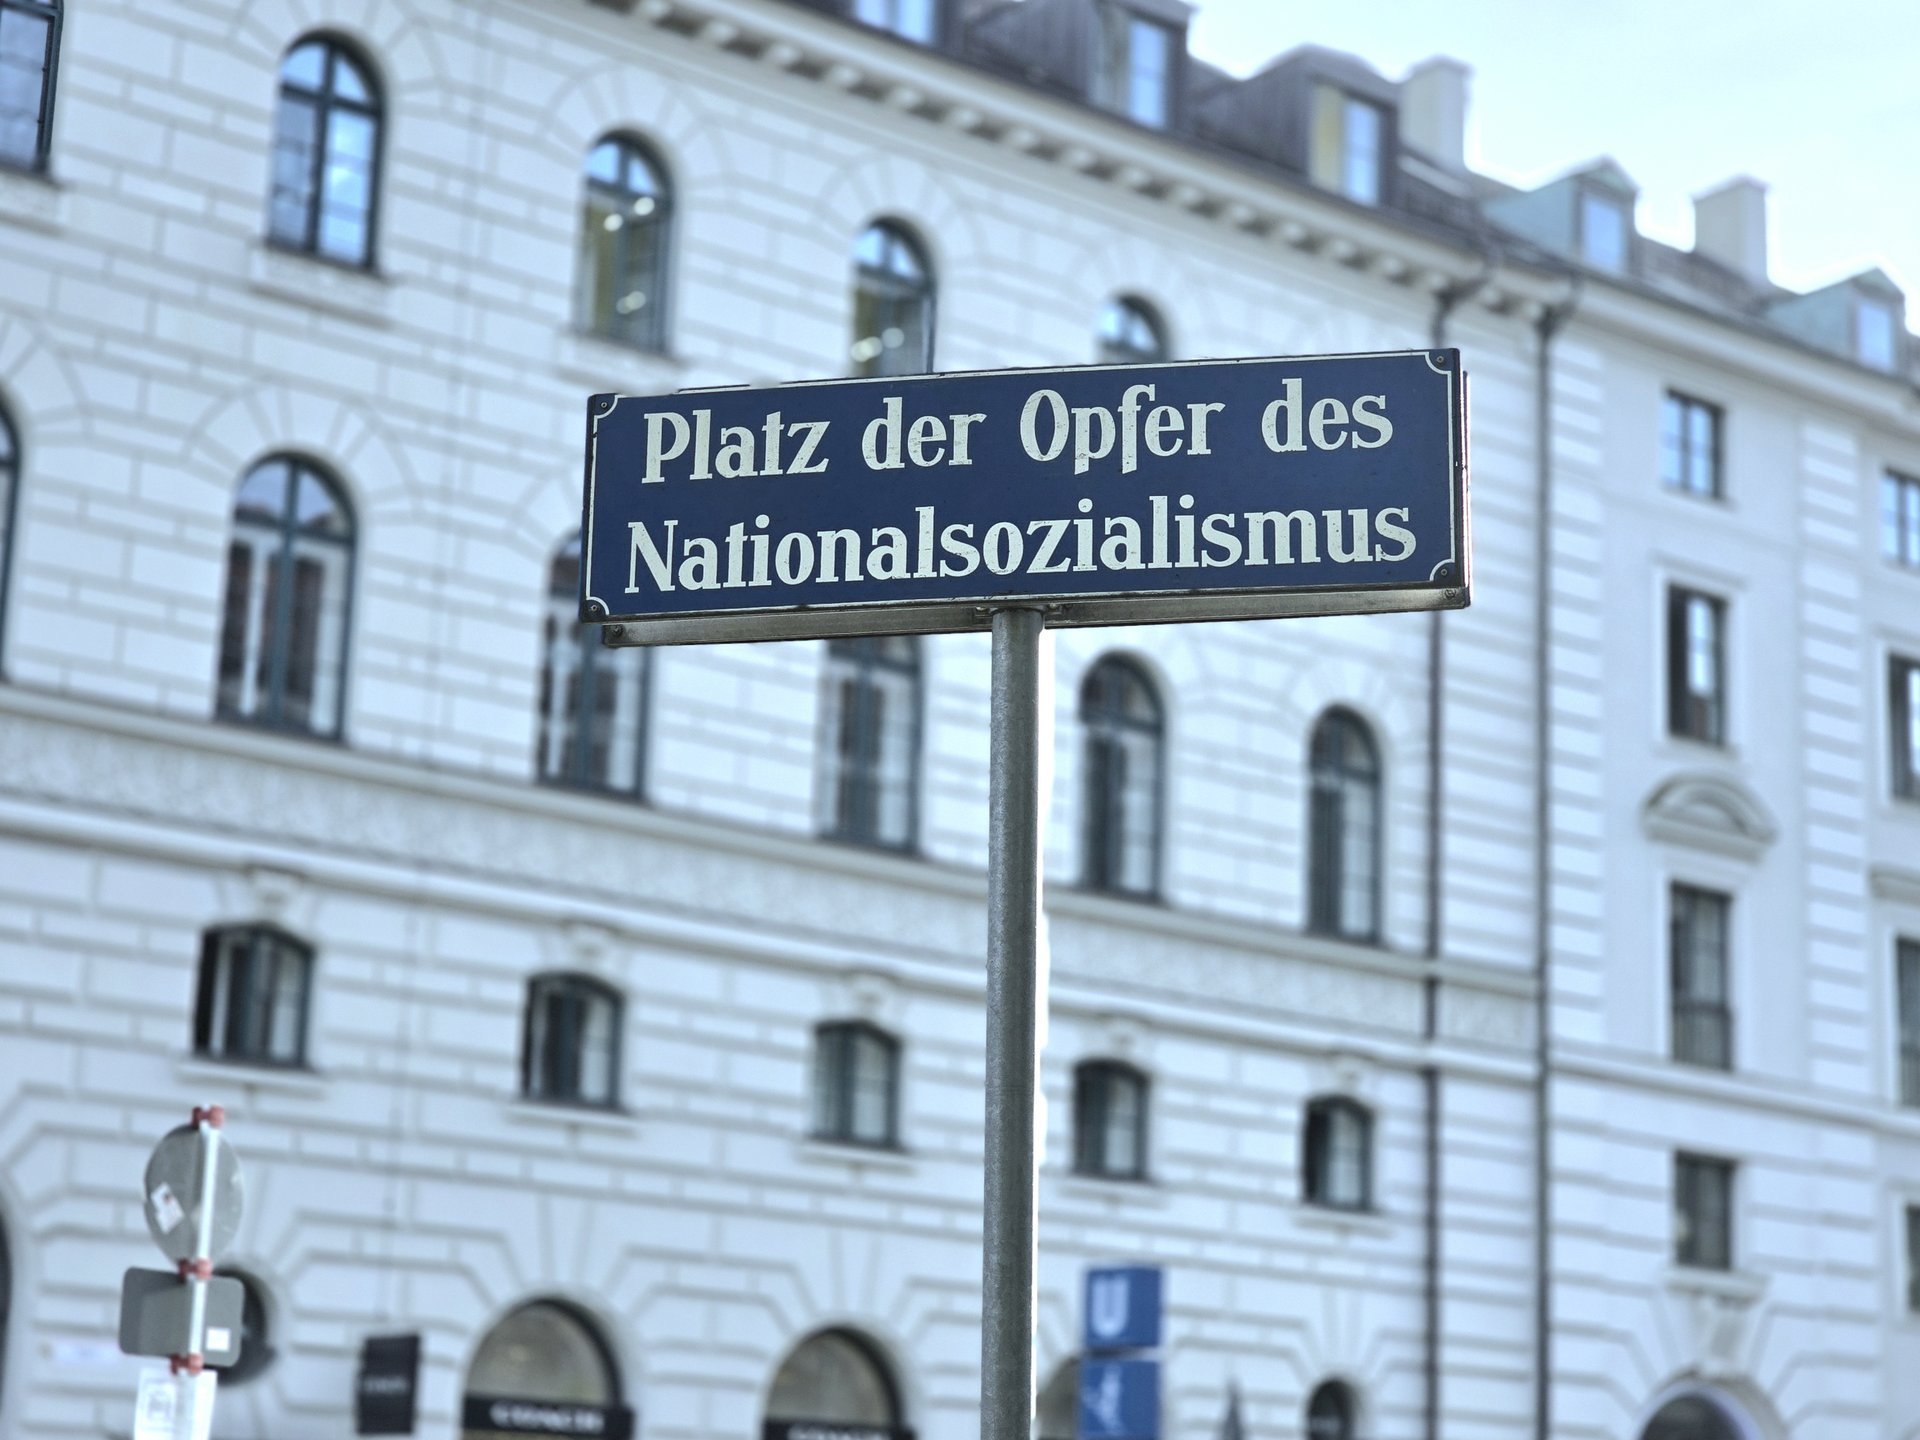 Platz der Opfer des
Nationalsozialismus
U